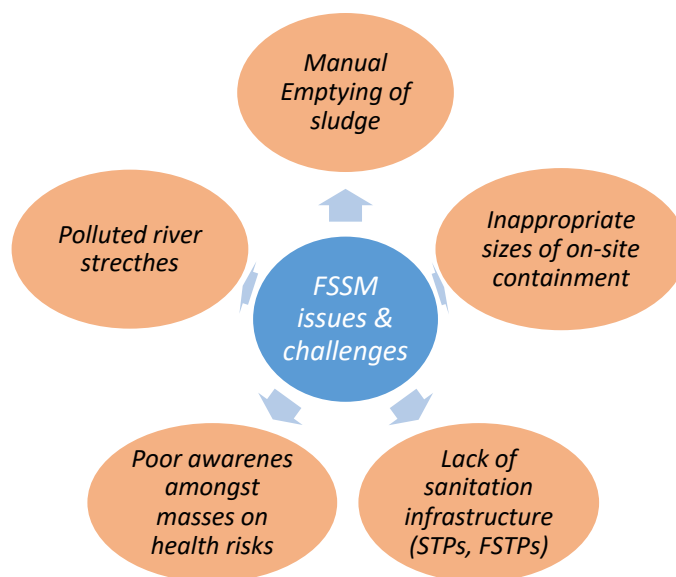 Manual
Emptying of
sludge
Polluted river
strecthes
Inappropriate
sizes of on-site
containment
FSSM
issues &
challenges
Poor awarenes
amongst
masses on
health risks
Lack of
sanitation
infrastructure
(STPs, FSTPs)